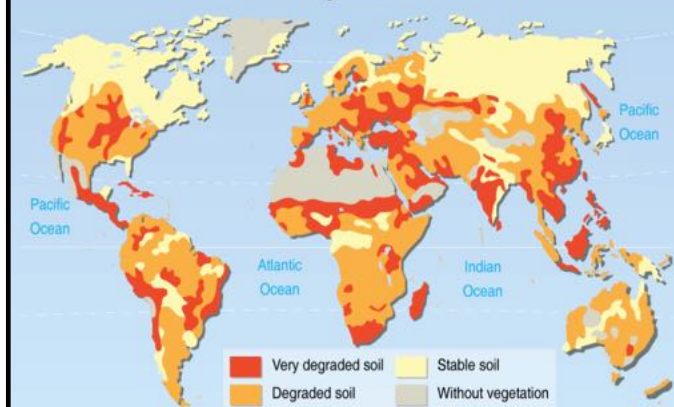 Pacific
Ocean
Pacific
Ocean
Atlantic
Ocean
Indian
Ocean
Very degraded soil
Stable soil
Degraded soil
Without vegetation